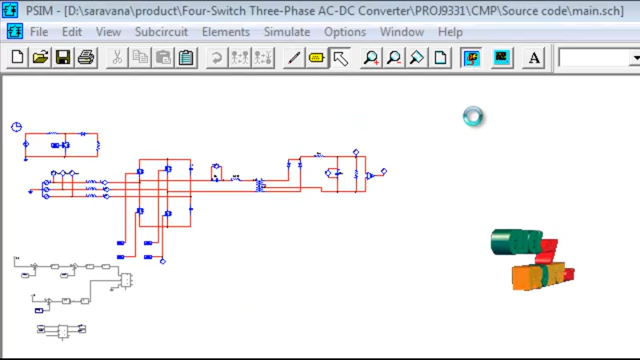 PSIM - [D:\saravana\product\Four-Switch Three-Phase AC-DC Converter\PROJ9331\CMP\Source code\main.sch]
File Edit View Subcircuit Elements Simulate Options Window Help
A